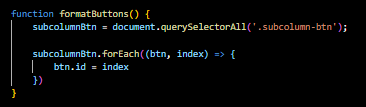 function formatButtons() {
    subcolumnBtn = document.querySelectorAll('.subcolumn-btn');

    subcolumnBtn.forEach((btn, index) => {
        btn.id = index
    })
}